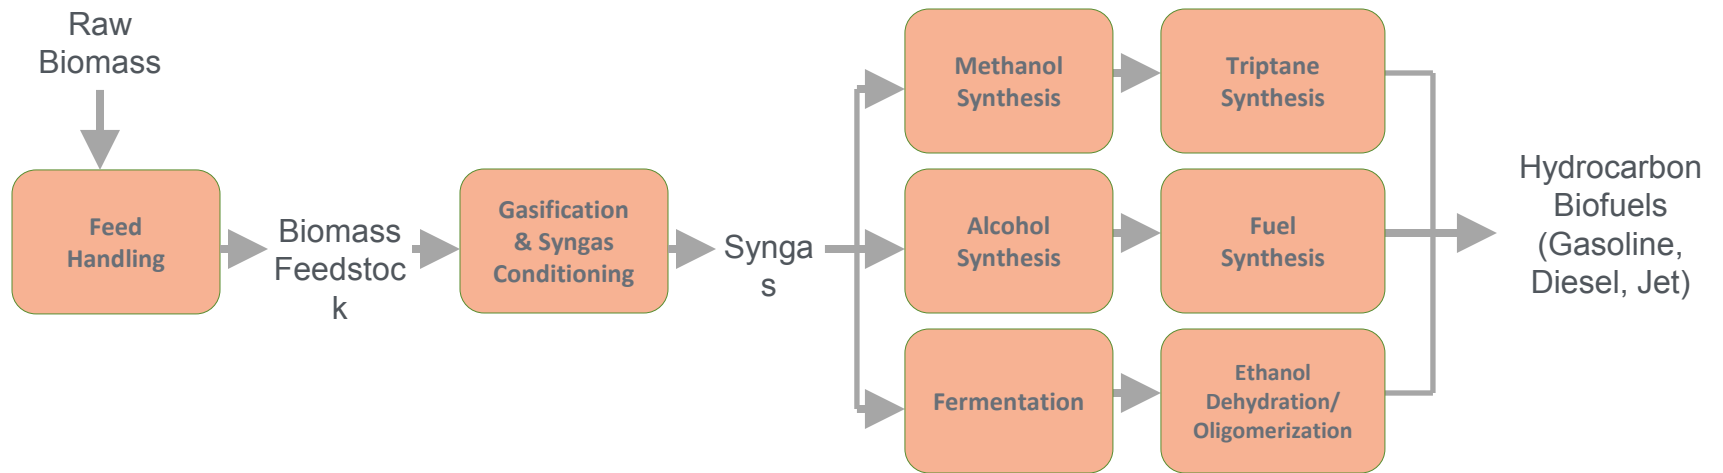 Raw
Biomass
Feed
Handling
Biomass
Feedstoc
k
Gasification
& Syngas
Conditioning
Synga
s
Methanol
Synthesis
Triptane
Synthesis
Alcohol
Synthesis
Fuel
Synthesis
Fermentation
Ethanol
Dehydration/
Oligomerization
Hydrocarbon
Biofuels
(Gasoline,
Diesel, Jet)